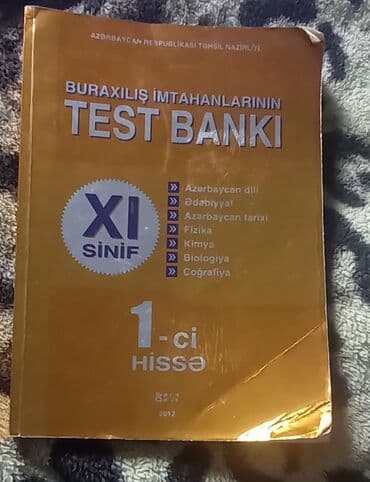 AZƏRBAYCAN RESPUBLİKASI TƏHSİL NAZİRLİYİ
BURAXILIŞ İMTAHANLARININ
TEST BANKI
XI
SİNİF
Azərbaycan dili
Ədəbiyyat
Azərbaycan tarixi
Fizika
Kimya
Biologiya
Coğrafiya
1-ci
HİSSƏ
2012